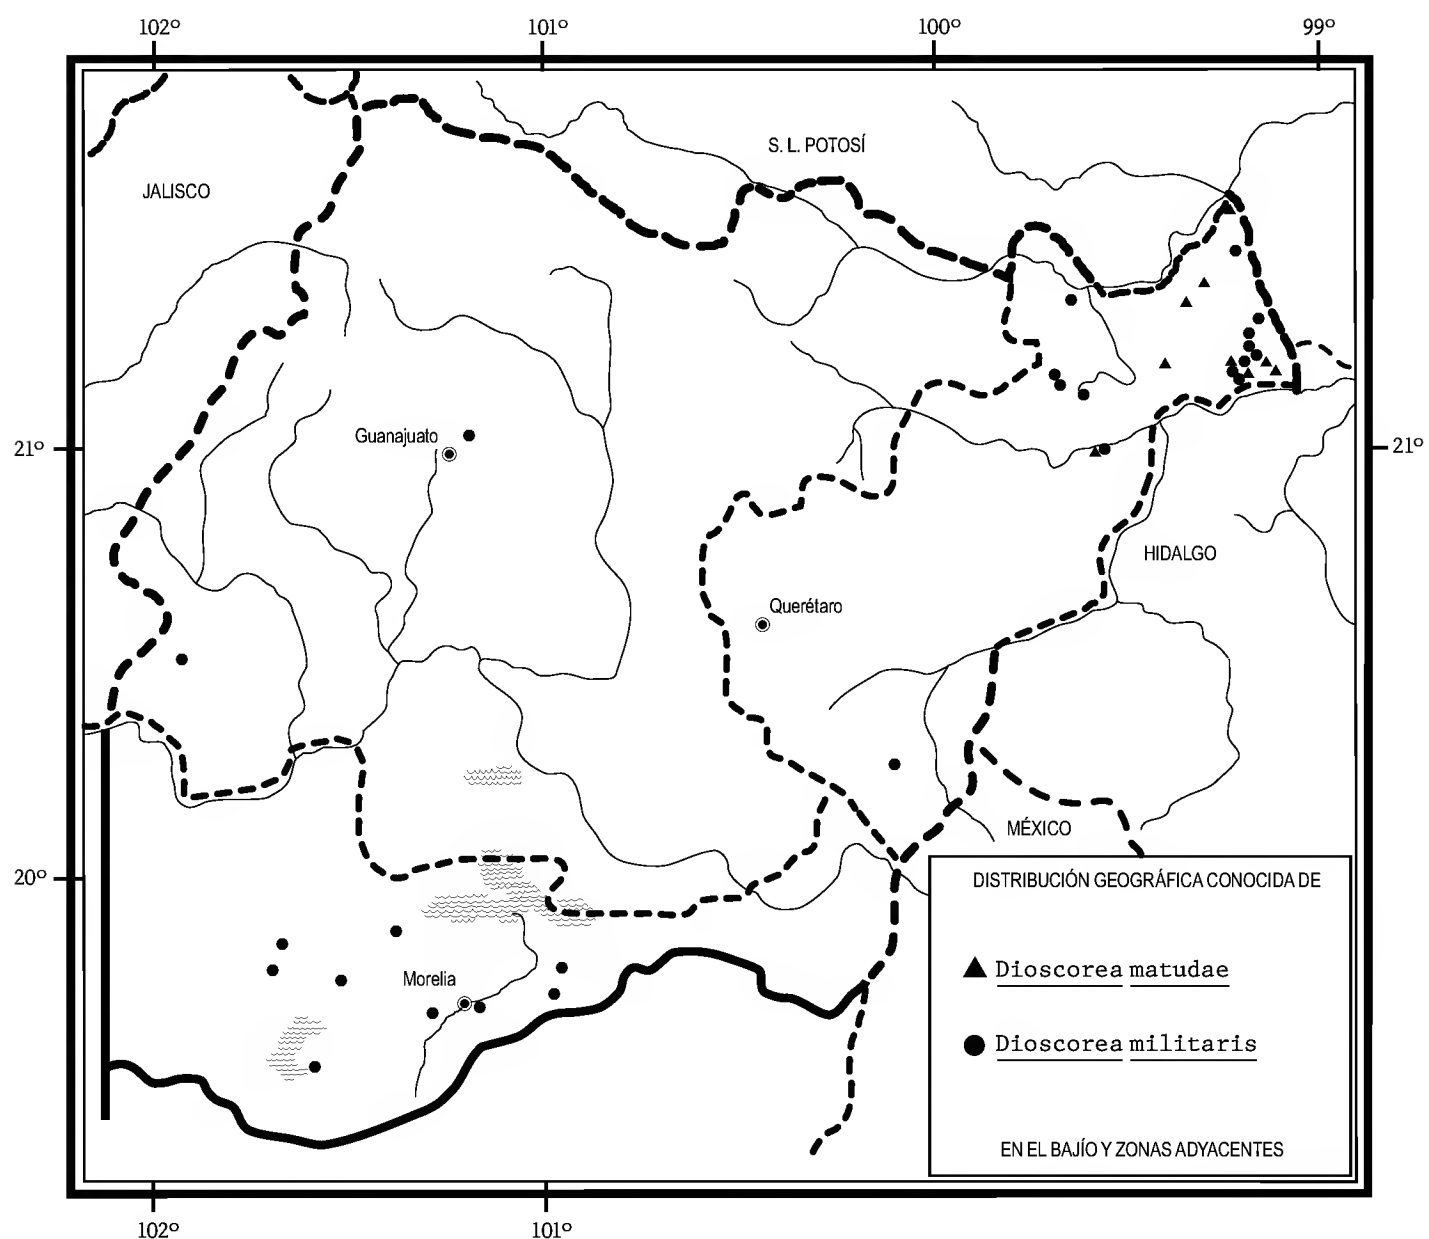 102º 101º 100º 99º
S. L. POTOSÍ
JALISCO
Guanajuato
21º 21º
HIDALGO
Querétaro
MÉXICO
20º
DISTRIBUCIÓN GEOGRÁFICA CONOCIDA DE
Dioscorea matudae
Morelia
Dioscorea militaris
EN EL BAJÍO Y ZONAS ADYACENTES
102º 101º